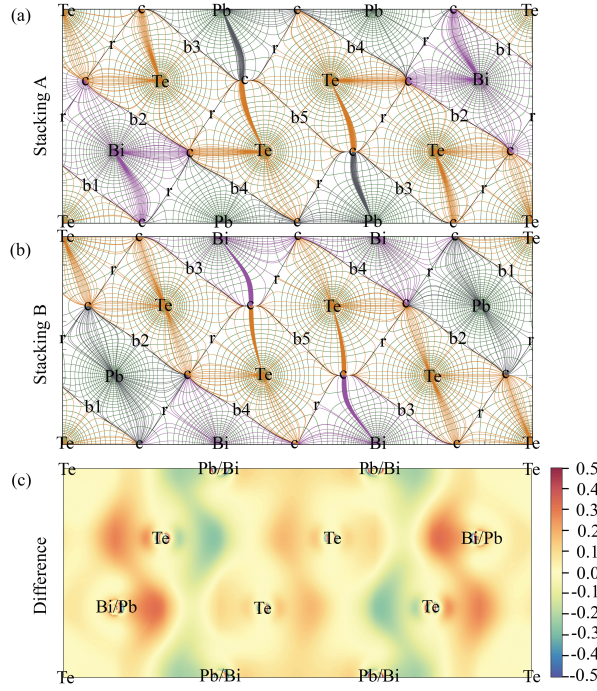 (a)
Te c Pb Pb c Te
r b3 r b4 r b1
c Te c Te c Bi
r b2 r b5 r b2 r
Bi c Te c Te c
b1 r b4 r b3 r
Te c Pb c Pb c Te
Stacking A
(b)
Te c Bi c Bi c Te
r b3 r b4 r b1
c Te c Te c Pb
r b2 r b5 r b2 r
Pb c Te c Te c
b1 r b4 r b3 r
Te c Bi c Bi c Te
Stacking B
(c)
Te Pb/Bi Pb/Bi Te
Te Te Bi/Pb
Bi/Pb Te Te
Te Pb/Bi Pb/Bi Te
Difference
0.5
0.4
0.3
0.2
0.1
0.0
-0.1
-0.2
-0.3
-0.4
-0.5